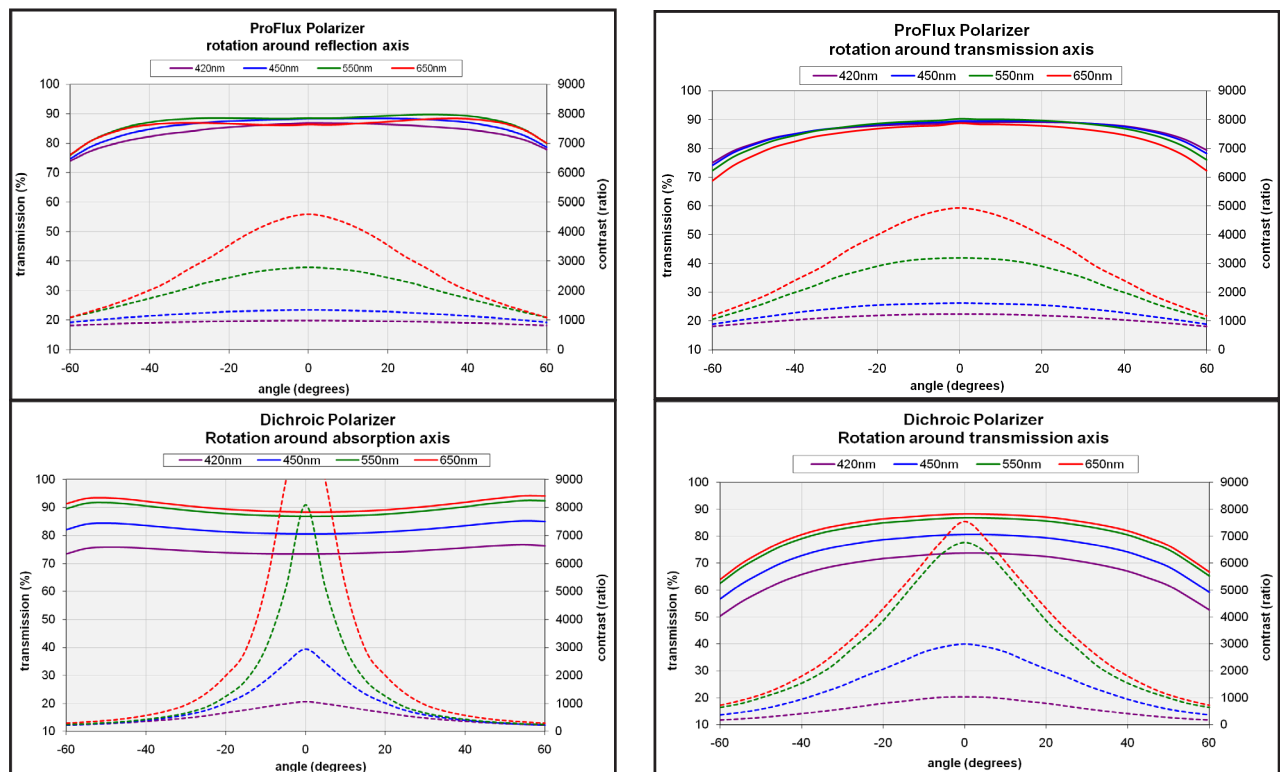 ProFlux Polarizer
rotation around reflection axis
420nm 450nm 550nm 650nm
100 9000
90 8000
80 7000
70 6000
60 5000
50 4000
40 3000
30 2000
20 1000
10 0
transmission (%)
contrast (ratio)
-60 -40 -20 0 20 40 60
angle (degrees)
ProFlux Polarizer
rotation around transmission axis
420nm 450nm 550nm 650nm
100 9000
90 8000
80 7000
70 6000
60 5000
50 4000
40 3000
30 2000
20 1000
10 0
transmission (%)
contrast (ratio)
-60 -40 -20 0 20 40 60
angle (degrees)
Dichroic Polarizer
Rotation around absorption axis
420nm 450nm 550nm 650nm
100 9000
90 8000
80 7000
70 6000
60 5000
50 4000
40 3000
30 2000
20 1000
10 0
transmission (%)
contrast (ratio)
-60 -40 -20 0 20 40 60
angle (degrees)
Dichroic Polarizer
Rotation around transmission axis
420nm 450nm 550nm 650nm
100 9000
90 8000
80 7000
70 6000
60 5000
50 4000
40 3000
30 2000
20 1000
10 0
transmission (%)
contrast (ratio)
-60 -40 -20 0 20 40 60
angle (degrees)